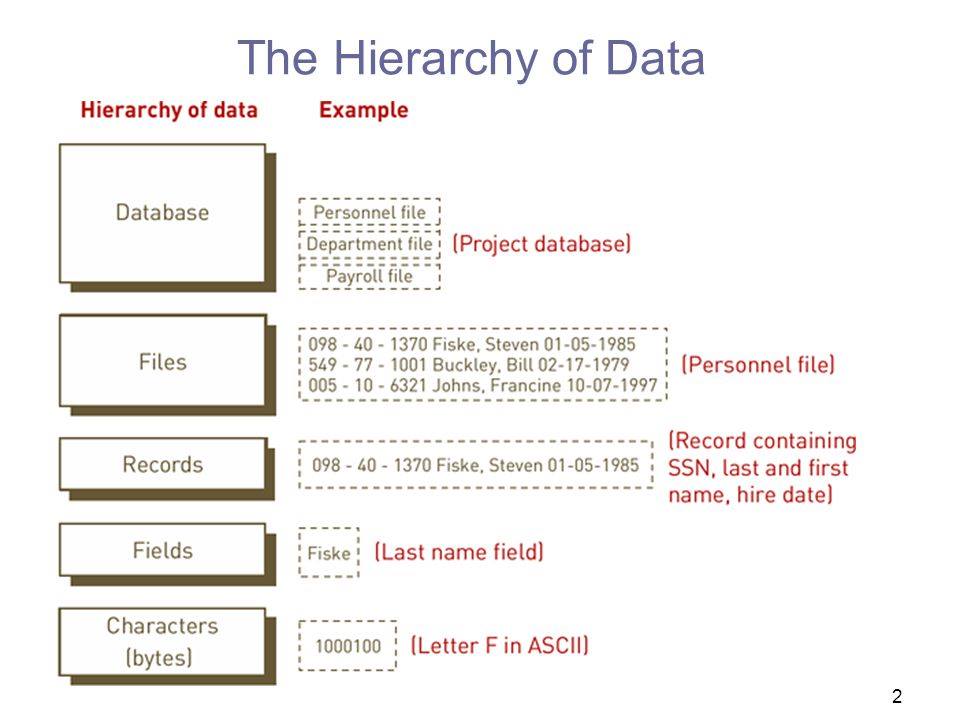 The Hierarchy of Data
Hierarchy of data Example
Database
Personnel file
Department file
Payroll file
(Project database)
Files
098 - 40 - 1370 Fiske, Steven 01-05-1985
549 - 77 - 1001 Buckley, Bill 02-17-1979
005 - 10 - 6321 Johns, Francine 10-07-1997
(Personnel file)
Records
098 - 40 - 1370 Fiske, Steven 01-05-1985
(Record containing
SSN, last and first
name, hire date)
Fields
Fiske
(Last name field)
Characters
(bytes)
1000100
(Letter F in ASCII)
2